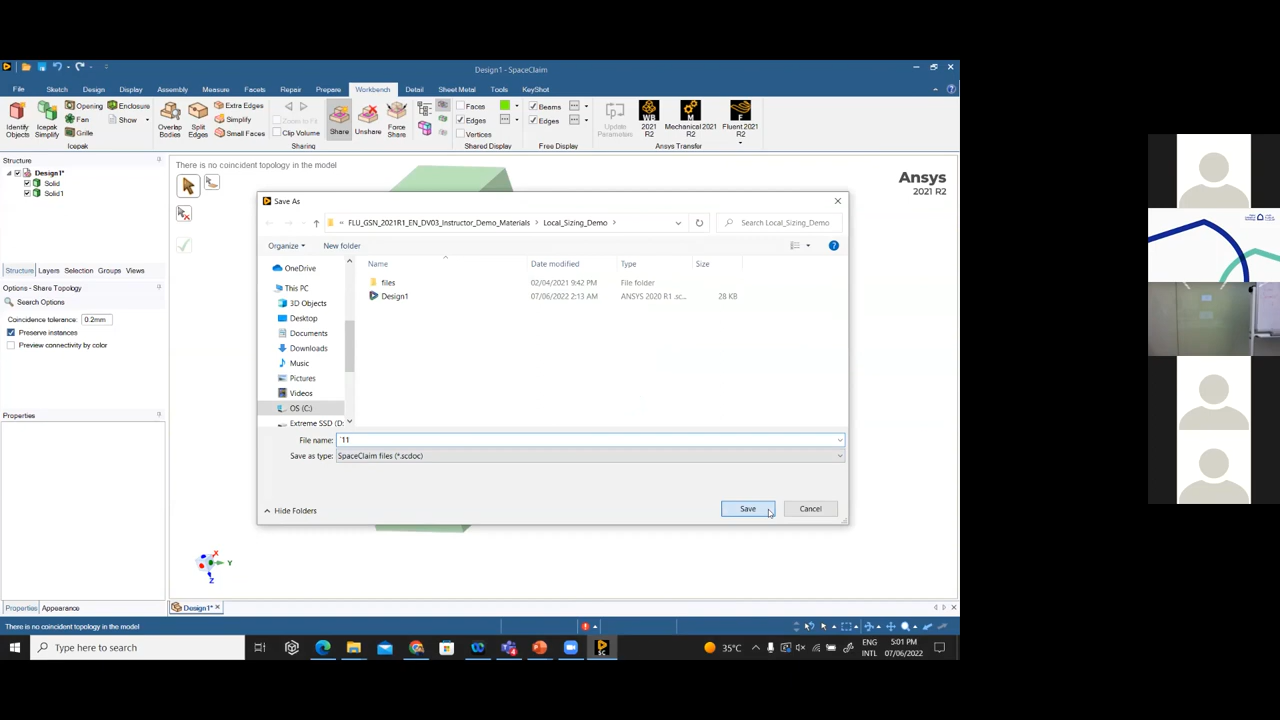 Design1 - SpaceClaim
File Sketch Design Display Assembly Measure Facets Repair Prepare Workbench Detail Sheet Metal Tools KeyShot
Identify Objects
Icepak Simplify
Opening
Fan
Grille
Enclosure
Show
Icepak
Overlap Bodies
Split Edges
Extra Edges
Simplify
Small Faces
Zoom to Fit
Clip Volume
Share
Unshare
Force Share
Sharing
Faces
Edges
Vertices
Shared Display
Beams
Edges
Free Display
Update Parameters
2021 R2
Mechanical 2021 R2
Fluent 2021 R2
Ansys Transfer
Structure
Design1*
Solid
Solid1
Structure Layers Selection Groups Views
Options - Share Topology
Search Options
Coincidence tolerance: 0.2mm
Preserve instances
Preview connectivity by color
Properties
Properties Appearance
There is no coincident topology in the model
Ansys
2021 R2
Save As
« FLU_GSN_2021R1_EN_DV03_Instructor_Demo_Materials > Local_Sizing_Demo >
Search Local_Sizing_Demo
Organize New folder
OneDrive
This PC
3D Objects
Desktop
Documents
Downloads
Music
Pictures
Videos
OS (C:)
Extreme SSD (D:
Name Date modified Type Size
files 02/04/2021 9:42 PM File folder
Design1 07/06/2022 2:13 AM ANSYS 2020 R1 .sc... 28 KB
File name: `11
Save as type: SpaceClaim files (*.scdoc)
Hide Folders
Save Cancel
X
Y
Z
Design1*
There is no coincident topology in the model
Type here to search
35°C
ENG
INTL
5:01 PM
07/06/2022